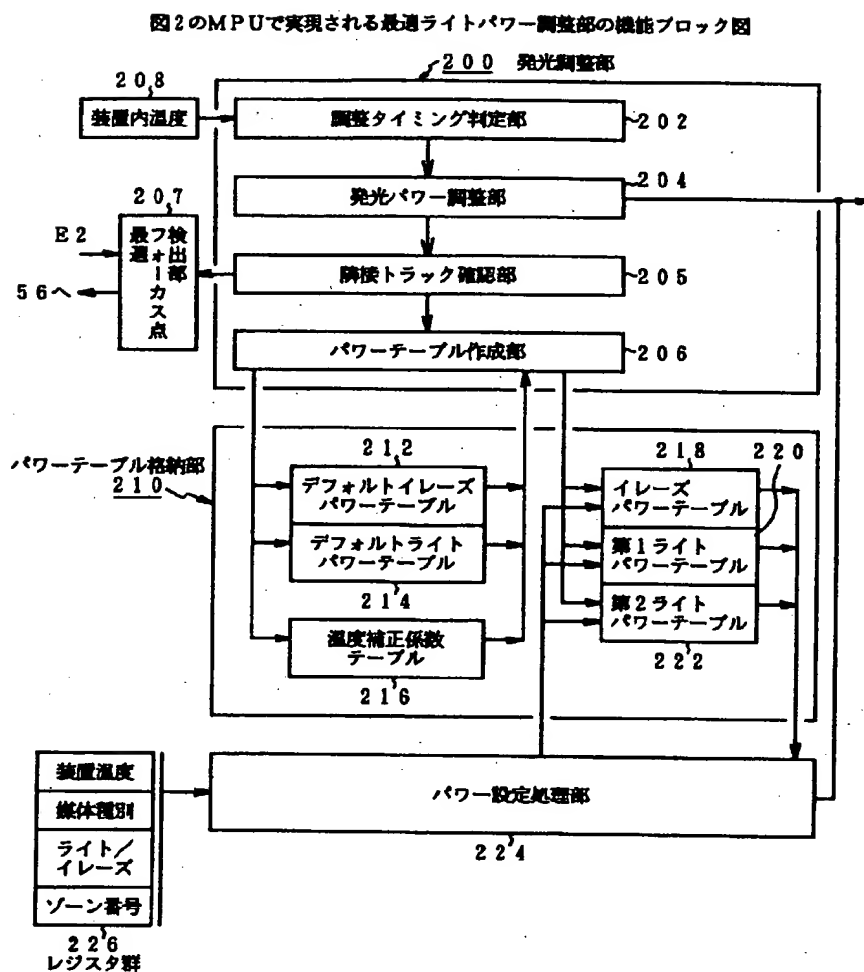 図2のMPUで実現される最適ライトパワー調整部の機能ブロック図
200 発光調整部
208
装置内温度
調整タイミング判定部
202
204
発光パワー調整部
207
E2
検出部
フォーカス点
最適
56へ
隣接トラック確認部
205
パワーテーブル作成部
206
パワーテーブル格納部
210
212
デフォルトイレーズ
パワーテーブル
デフォルトライト
パワーテーブル
214
温度補正係数
テーブル
216
218
220
イレーズ
パワーテーブル
第1ライト
パワーテーブル
第2ライト
パワーテーブル
222
装置温度
媒体種別
ライト/
イレーズ
ゾーン番号
226
レジスタ群
パワー設定処理部
224